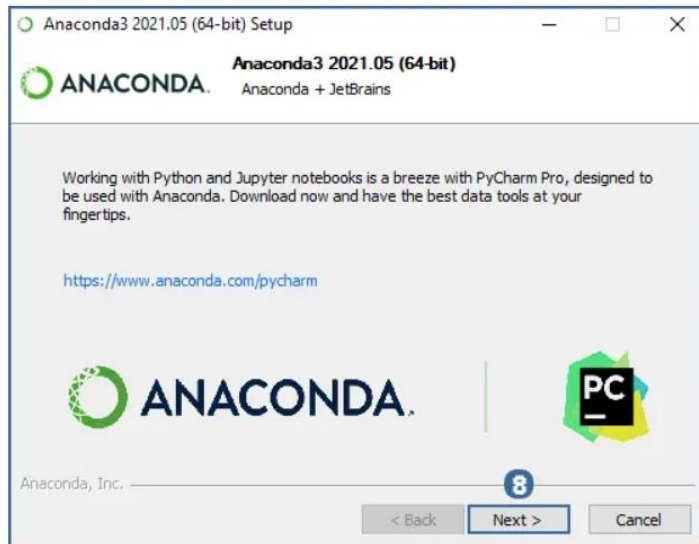 Anaconda3 2021.05 (64-bit) Setup
ANACONDA.
Anaconda3 2021.05 (64-bit)
Anaconda + JetBrains
Working with Python and Jupyter notebooks is a breeze with PyCharm Pro, designed to
be used with Anaconda. Download now and have the best data tools at your
fingertips.
https://www.anaconda.com/pycharm
ANACONDA.
PC
Anaconda, Inc.
8
< Back
Next >
Cancel